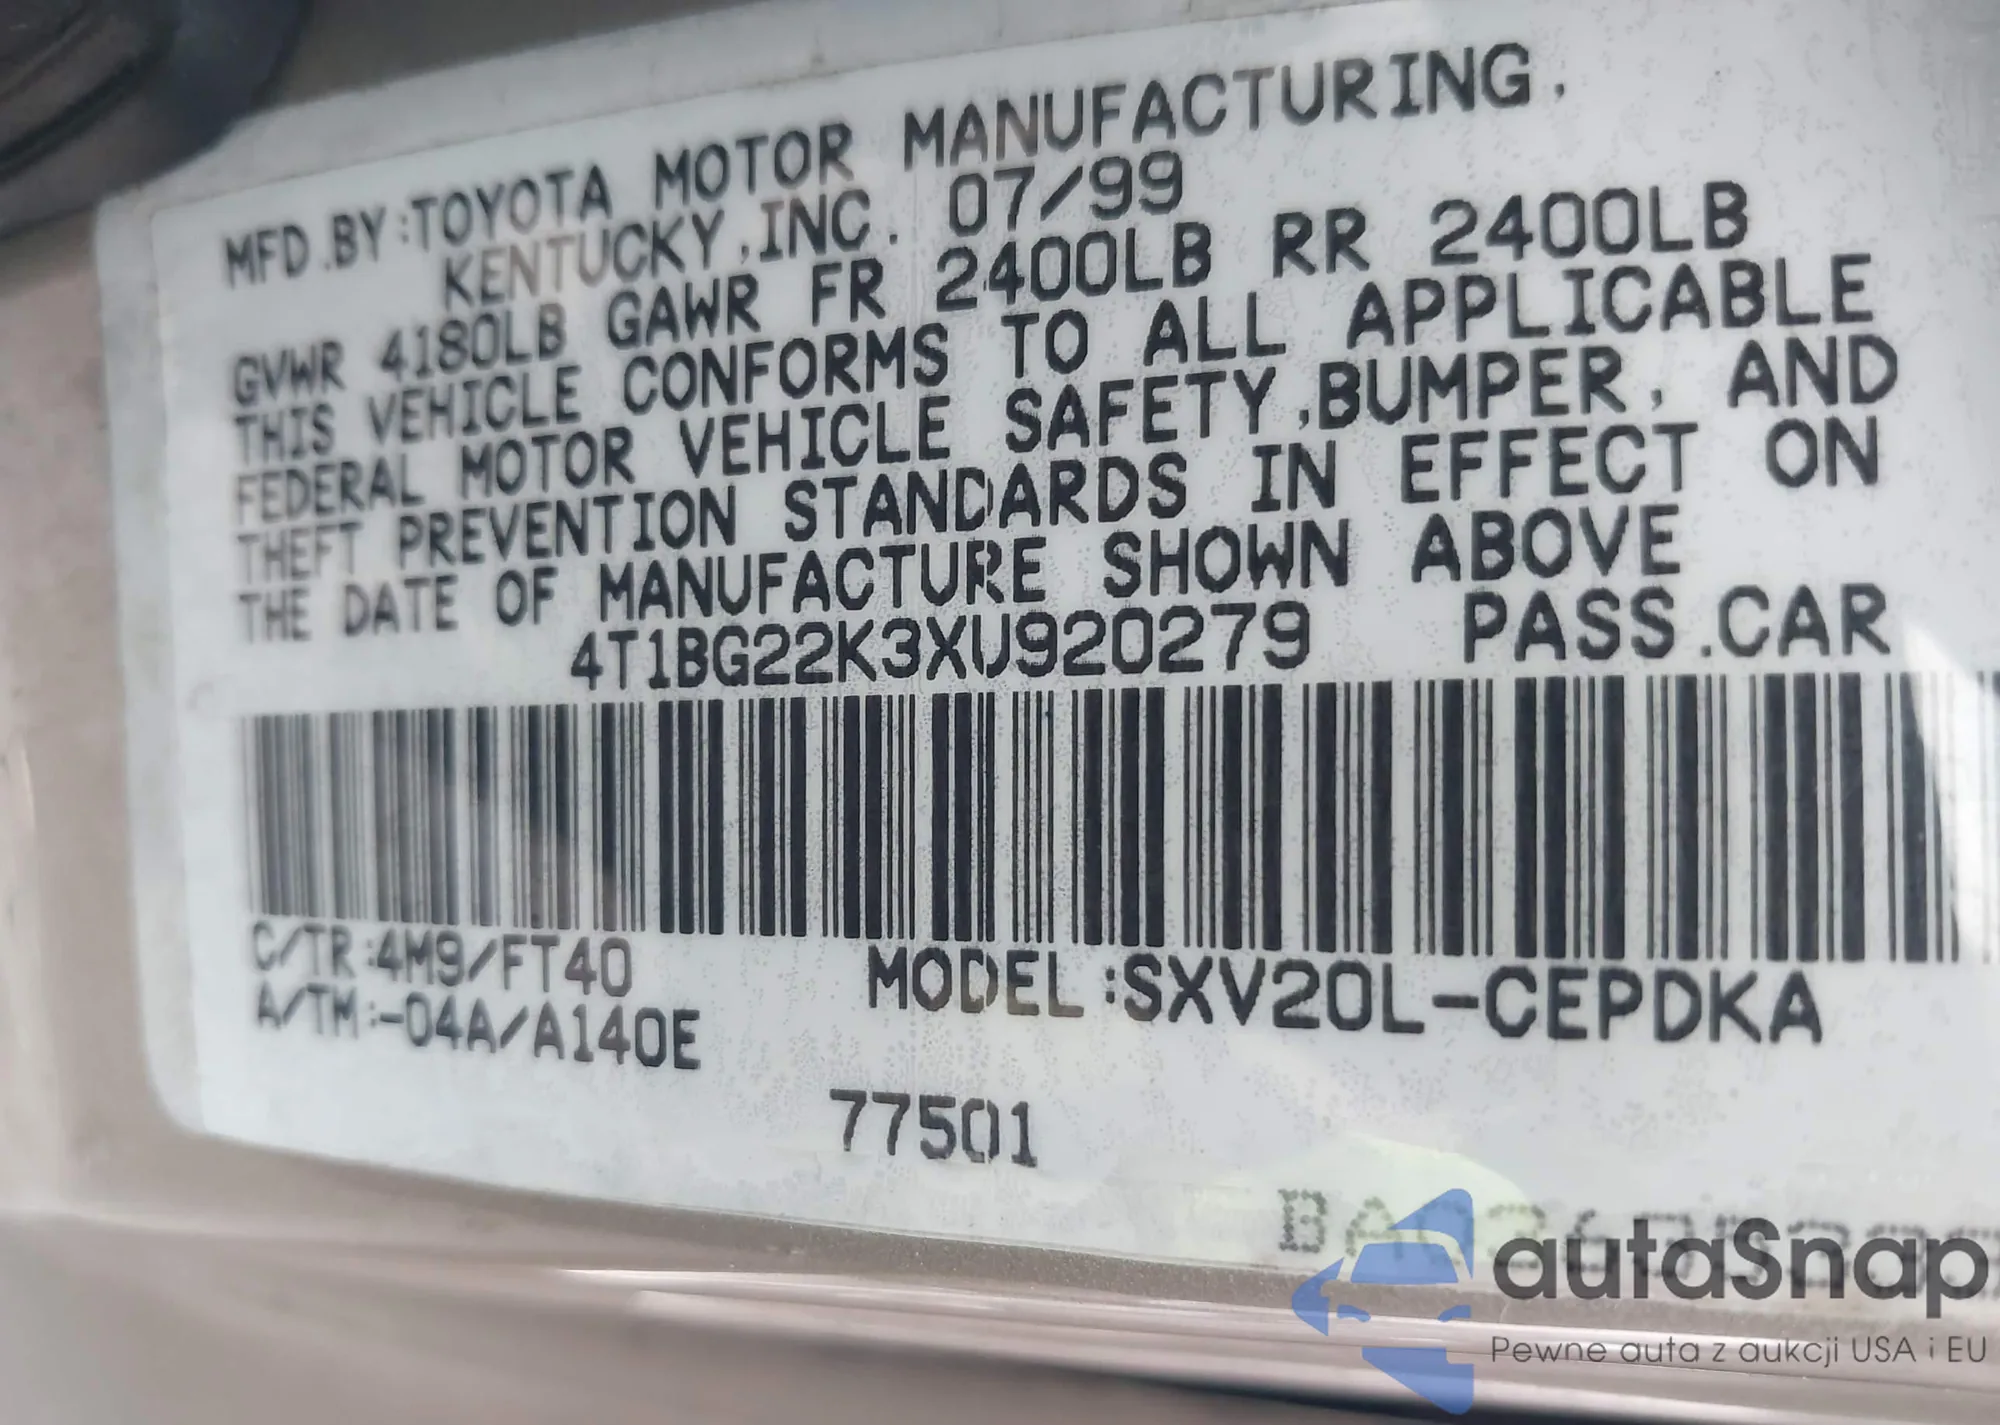 MFD.BY:TOYOTA MOTOR MANUFACTURING,
KENTUCKY,INC. 07/99
GVWR 4180LB GAWR FR 2400LB RR 2400LB
THIS VEHICLE CONFORMS TO ALL APPLICABLE
FEDERAL MOTOR VEHICLE SAFETY,BUMPER, AND
THEFT PREVENTION STANDARDS IN EFFECT ON
THE DATE OF MANUFACTURE SHOWN ABOVE
4T1BG22K3XU920279 PASS.CAR
C/TR:4M9/FT40 MODEL:SXV20L-CEPDKA
A/TM:-04A/A140E
77501
autaSnap
Pewne auta z aukcji USA i EU